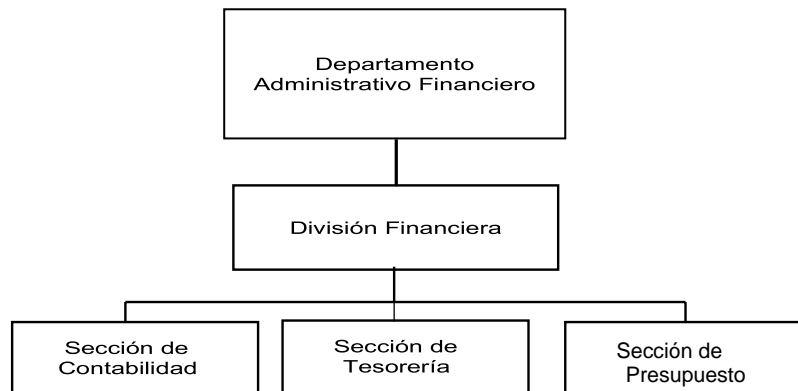 Departamento
Administrativo Financiero
División Financiera
Sección de
Contabilidad
Sección de
Tesorería
Sección de
Presupuesto